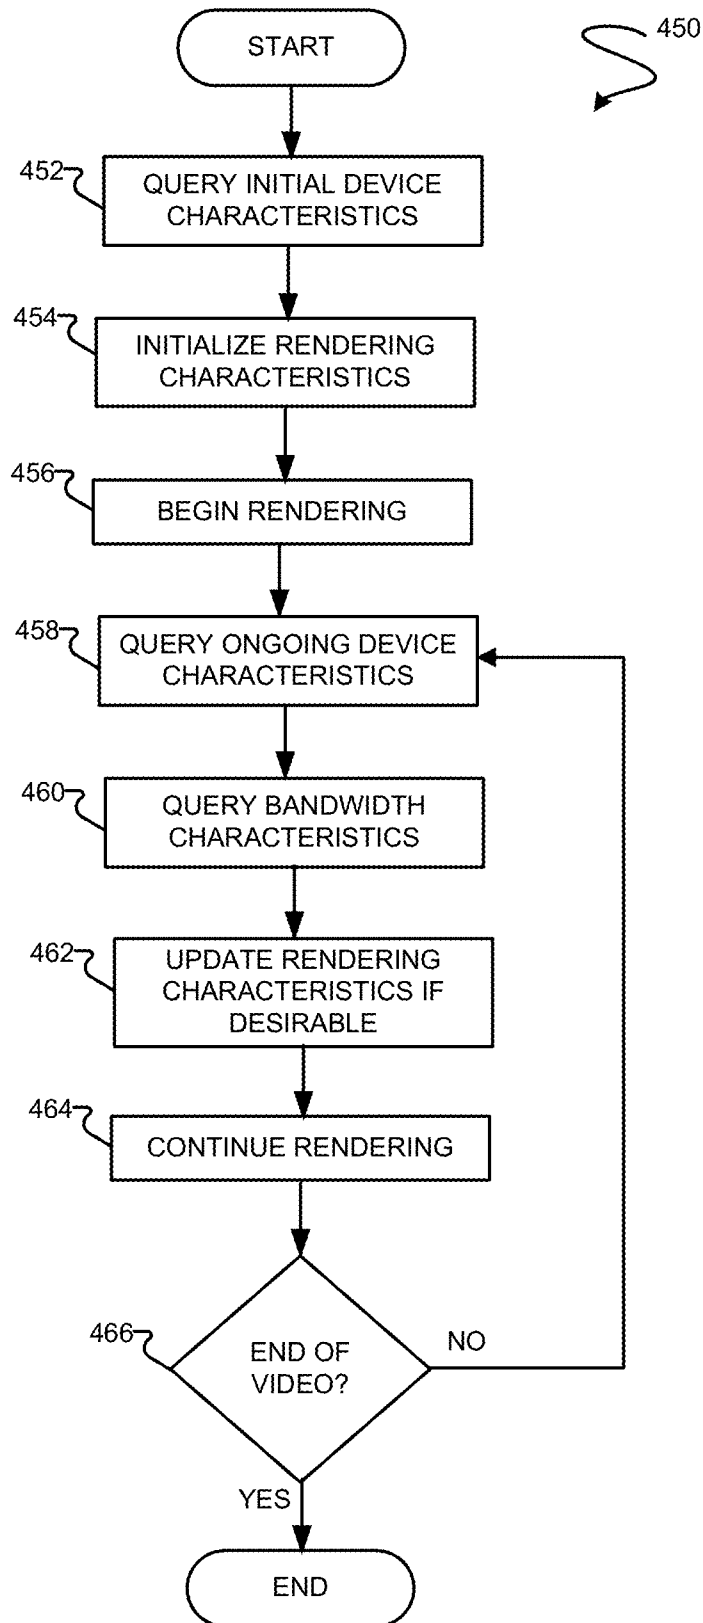 START
450
452
QUERY INITIAL DEVICE
CHARACTERISTICS
454
INITIALIZE RENDERING
CHARACTERISTICS
456
BEGIN RENDERING
458
QUERY ONGOING DEVICE
CHARACTERISTICS
460
QUERY BANDWIDTH
CHARACTERISTICS
462
UPDATE RENDERING
CHARACTERISTICS IF
DESIRABLE
464
CONTINUE RENDERING
466
END OF
VIDEO?
NO
YES
END